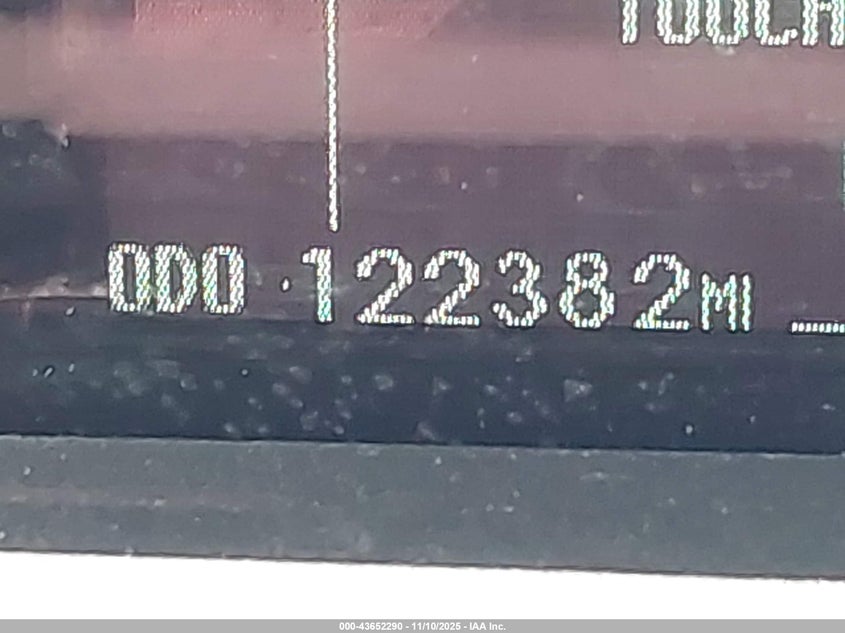 TOUCH
ODO 122382MI
000-43652290 - 11/10/2025 - IAA Inc.